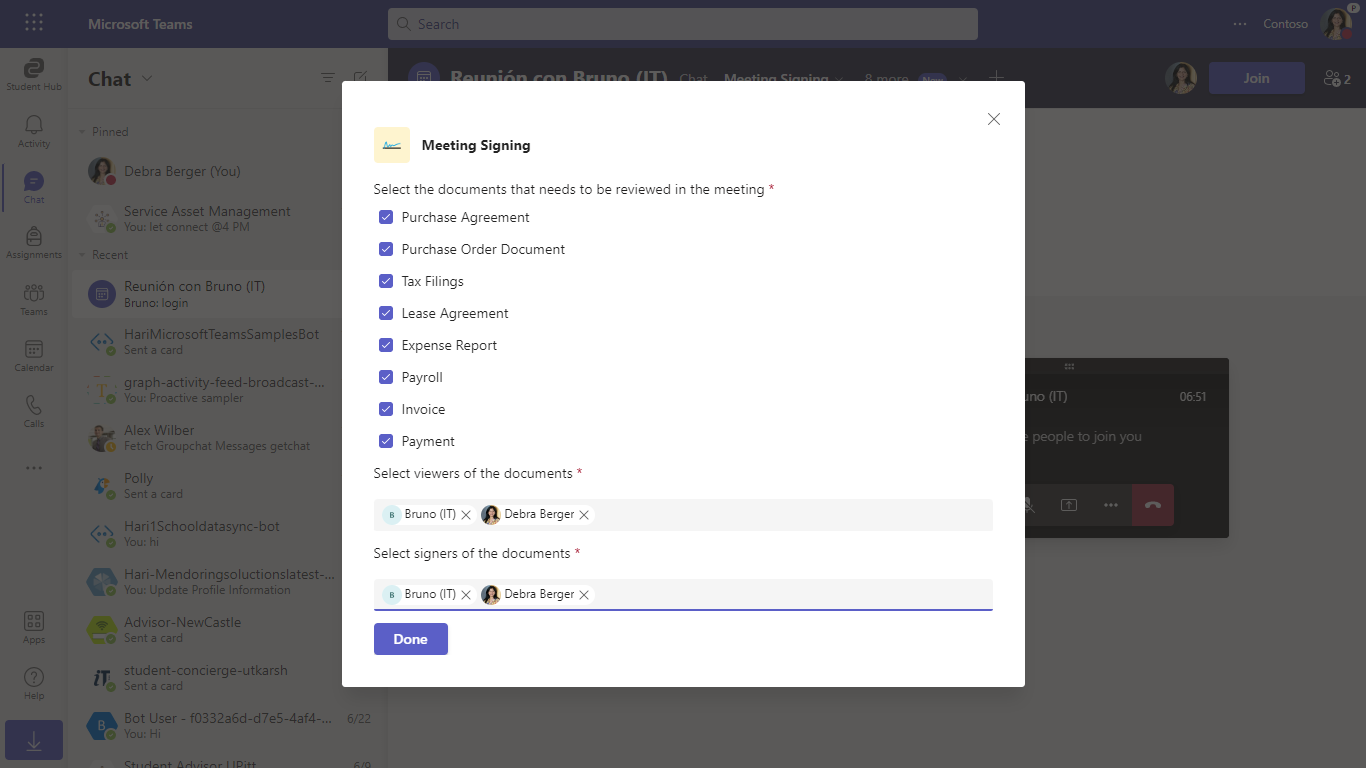 Microsoft Teams
Search
Contoso
P
Student Hub
Activity
Chat
Assignments
Teams
Calendar
Calls
Apps
Help
Chat
Pinned
Debra Berger (You)
Service Asset Management
You: let connect @4 PM
Recent
Reunión con Bruno (IT)
Bruno: login
HariMicrosoftTeamsSamplesBot
Sent a card
graph-activity-feed-broadcast-...
You: Proactive sampler
Alex Wilber
Fetch Groupchat Messages getchat
Polly
Sent a card
Hari1Schooldatasync-bot
You: hi
Hari-Mendoringsoluctionslatest-...
You: Update Profile Information
Advisor-NewCastle
Sent a card
student-concierge-utkarsh
Sent a card
Bot User - f0332a6d-d7e5-4af4-... 6/22
You: Hi
Student Advisor UPitt 6/9
Reunión con Bruno (IT) Chat Meeting Signing 8 more New
Join
2
Meeting Signing
Select the documents that needs to be reviewed in the meeting *
Purchase Agreement
Purchase Order Document
Tax Filings
Lease Agreement
Expense Report
Payroll
Invoice
Payment
Select viewers of the documents *
B Bruno (IT) Debra Berger
Select signers of the documents *
B Bruno (IT) Debra Berger
Done
uno (IT) 06:51
e people to join you